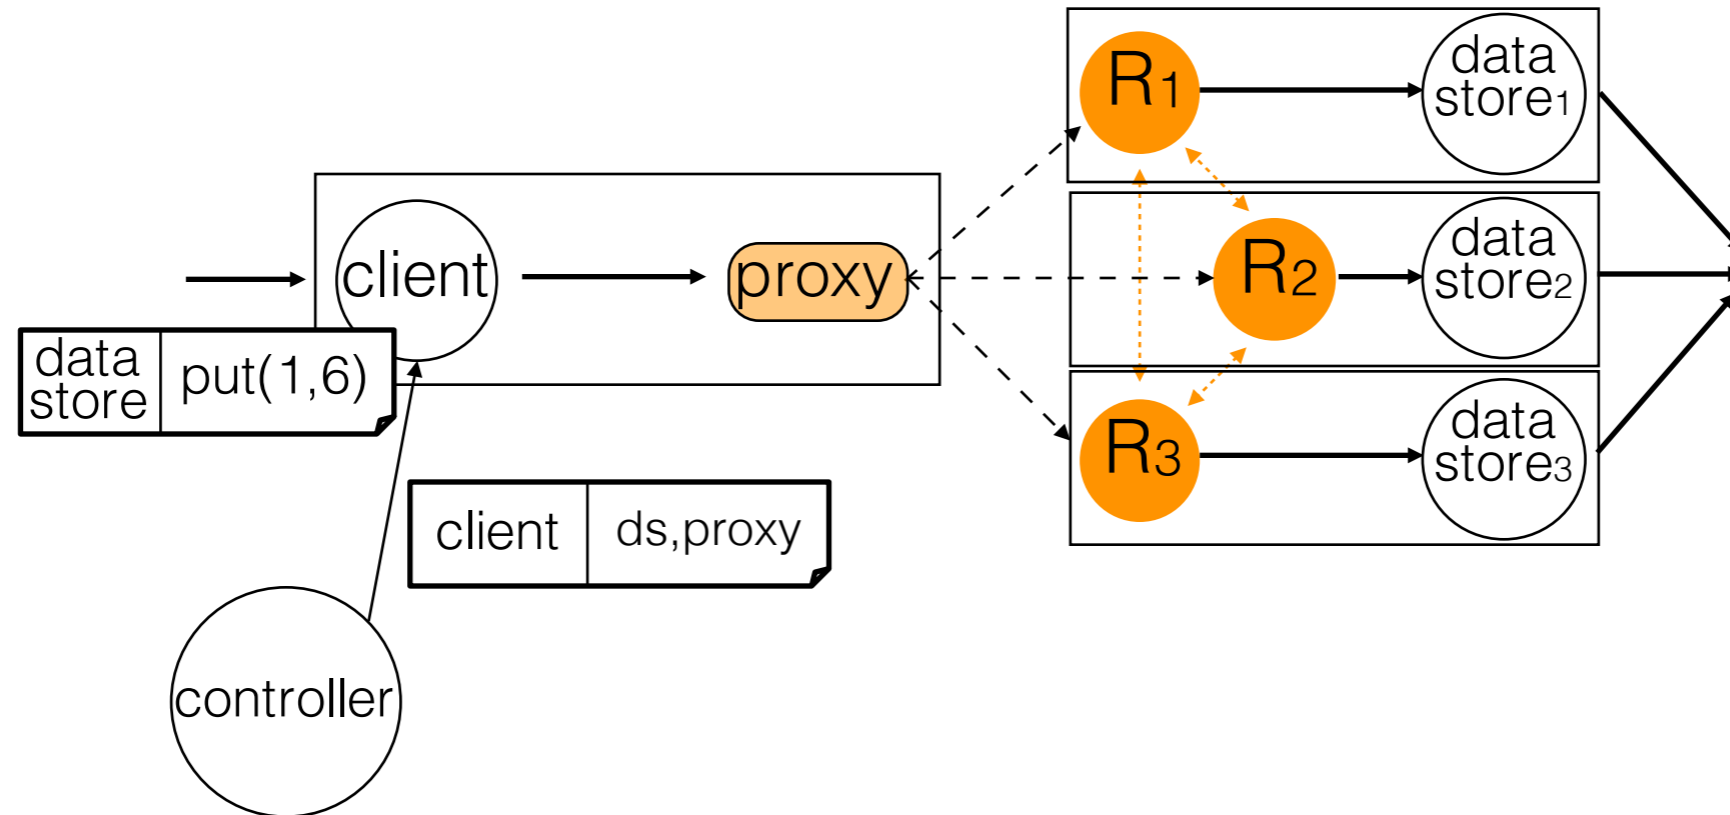 R1
data
store1
client
proxy
R2
data
store2
data
store
put(1,6)
R3
data
store3
client
ds,proxy
controller